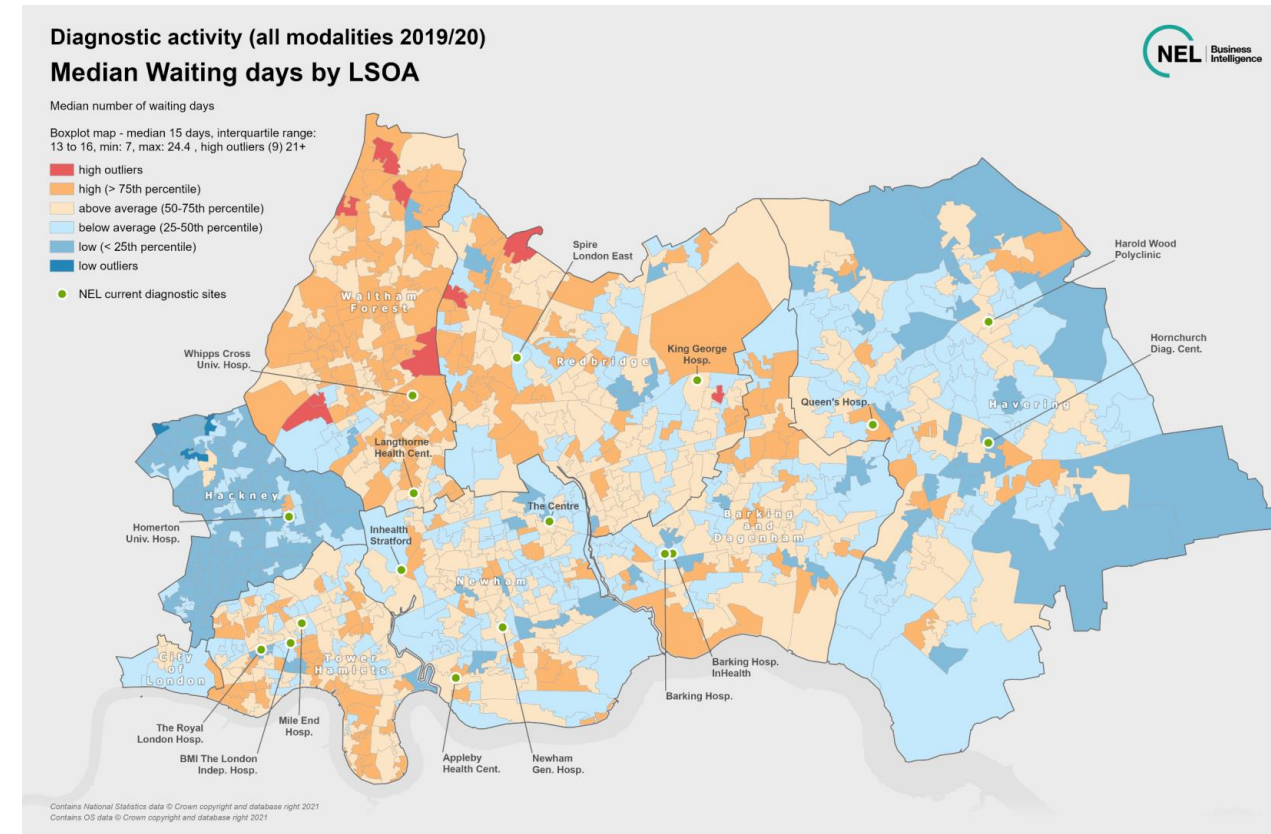 Diagnostic activity (all modalities 2019/20)
Median Waiting days by LSOA
NEL Business
Intelligence
Median number of waiting days
Boxplot map - median 15 days, interquartile range:
13 to 16, min: 7, max: 24.4 , high outliers (9) 21+
high outliers
high (> 75th percentile)
above average (50-75th percentile)
below average (25-50th percentile)
low (< 25th percentile)
low outliers
NEL current diagnostic sites
Spire
London East
Harold Wood
Polyclinic
Waltham
Forest
Hornchurch
Diag. Cent.
Whipps Cross
Univ. Hosp.
Redbridge
King George
Hosp.
Queen's Hosp.
Havering
Langthorne
Health Cent.
Hackney
The Centre
Barking
and
Dagenham
Homerton
Univ. Hosp.
Inhealth
Stratford
Newham
City
of
London
Tower
Hamlets
Barking Hosp.
InHealth
Barking Hosp.
The Royal
London Hosp.
Mile End
Hosp.
BMI The London
Indep. Hosp.
Appleby
Health Cent.
Newham
Gen. Hosp.
Contains National Statistics data © Crown copyright and database right 2021
Contains OS data © Crown copyright and database right 2021